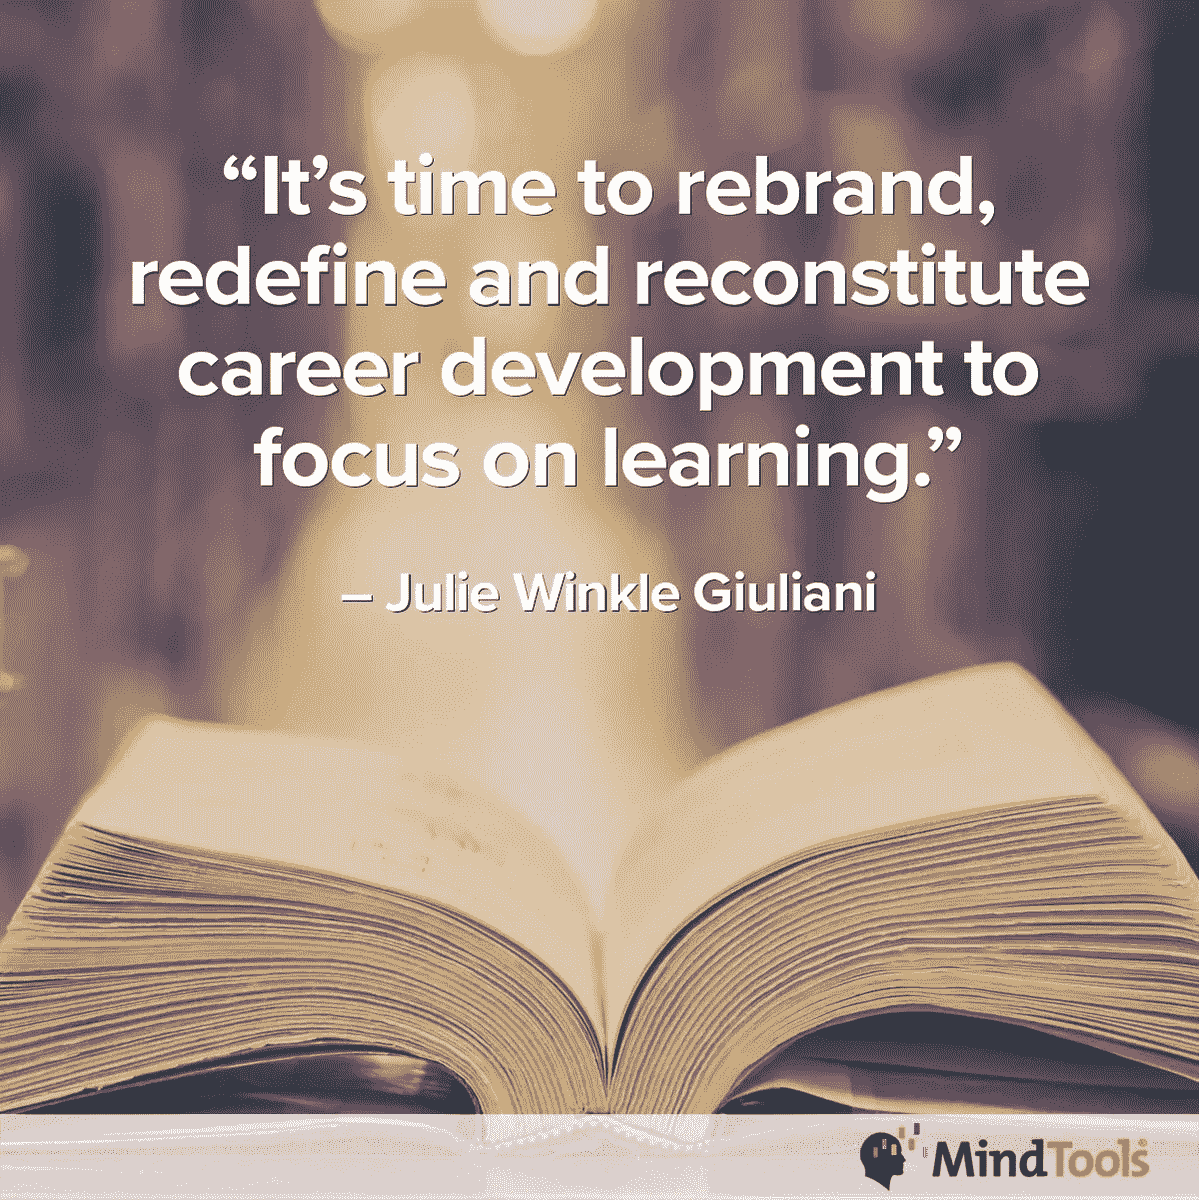 “It’s time to rebrand,
redefine and reconstitute
career development to
focus on learning.”
– Julie Winkle Giuliani
MindTools